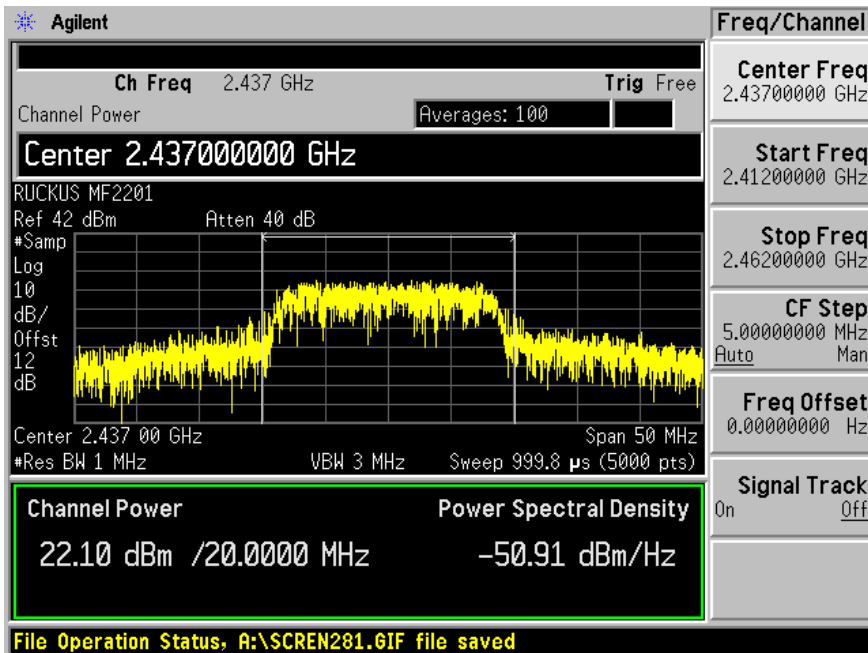 Agilent
Freq/Channel
Ch Freq 2.437 GHz Trig Free
Channel Power Averages: 100
Center 2.437000000 GHz
RUCKUS MF2201
Ref 42 dBm Atten 40 dB
#Samp
Log
10
dB/
Offst
12
dB
Center 2.437 00 GHz Span 50 MHz
#Res BW 1 MHz VBW 3 MHz Sweep 999.8 µs (5000 pts)
Channel Power Power Spectral Density
22.10 dBm /20.0000 MHz -50.91 dBm/Hz
Center Freq
2.43700000 GHz
Start Freq
2.41200000 GHz
Stop Freq
2.46200000 GHz
CF Step
5.00000000 MHz
Auto Man
Freq Offset
0.00000000 Hz
Signal Track
On Off
File Operation Status, A:\SCREN281.GIF file saved